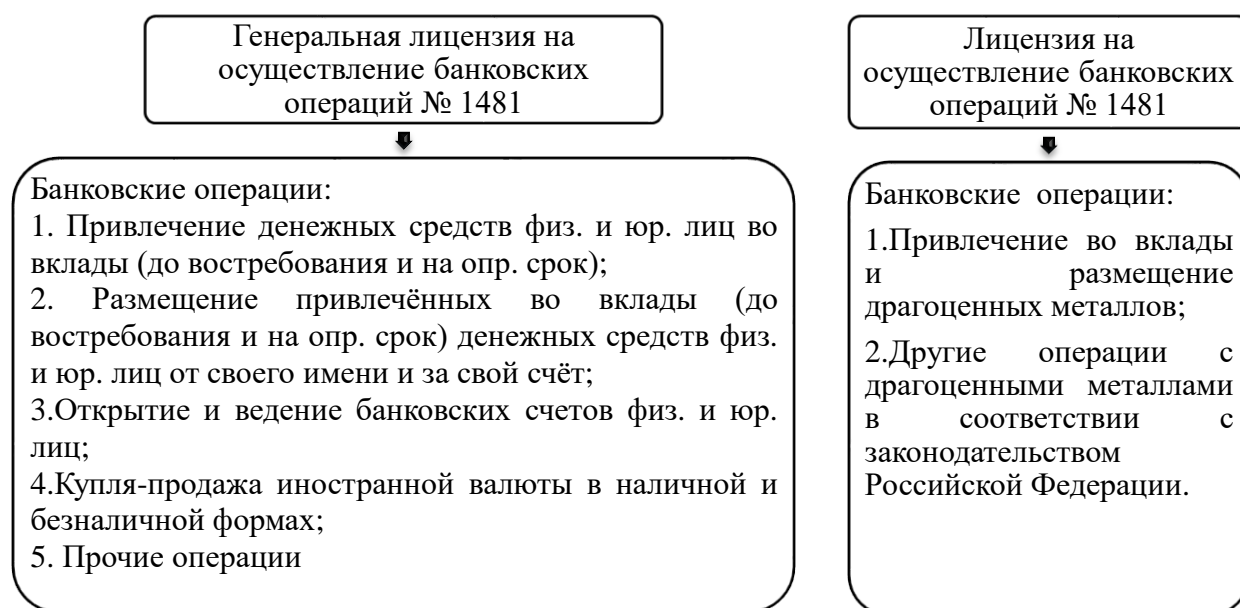 Генеральная лицензия на
осуществление банковских
операций № 1481
Банковские операции:
1. Привлечение денежных средств физ. и юр. лиц во
вклады (до востребования и на опр. срок);
2. Размещение привлечённых во вклады (до
востребования и на опр. срок) денежных средств физ.
и юр. лиц от своего имени и за свой счёт;
3.Открытие и ведение банковских счетов физ. и юр.
лиц;
4.Купля-продажа иностранной валюты в наличной и
безналичной формах;
5. Прочие операции
Лицензия на
осуществление банковских
операций № 1481
Банковские операции:
1.Привлечение во вклады
и размещение
драгоценных металлов;
2.Другие операции с
драгоценными металлами
в соответствии с
законодательством
Российской Федерации.